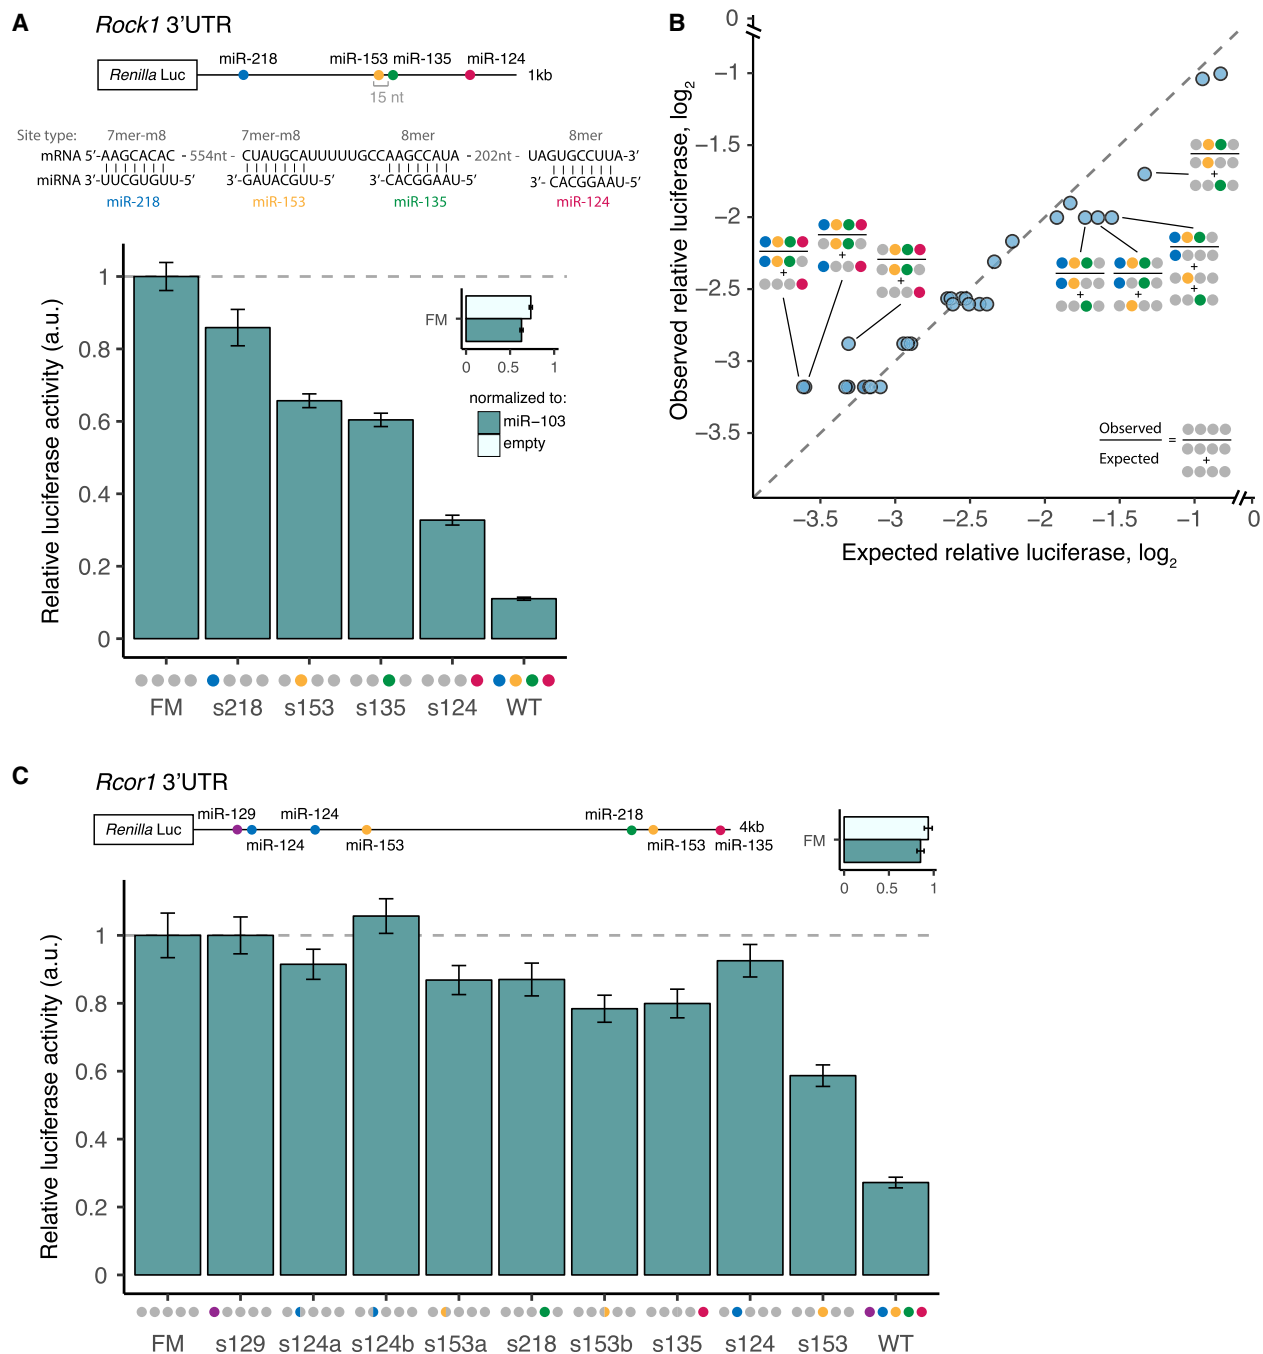 A
Rock1 3’UTR
miR-218 miR-153 miR-135 miR-124
Renilla Luc 1kb
15 nt
Site type: 7mer-m8 7mer-m8 8mer 8mer
mRNA 5’-AAGCACAC - 554nt - CUAUGCAUUUUUGCCAAGCCAUA - 202nt - UAGUGCCUUA-3’
miRNA 3’-UUCGUGUU-5’ 3’-GAUACGUU-5’ 3’-CACGGAAU-5’ 3’- CACGGAAU-5’
miR-218 miR-153 miR-135 miR-124
Relative luciferase activity (a.u.)
1
0.8
0.6
0.4
0.2
0
FM
0 0.5 1
normalized to:
miR−103
empty
FM s218 s153 s135 s124 WT
B
Observed relative luciferase, log2
0
−1
−1.5
−2
−2.5
−3
−3.5
+
+
+
+
+
+
+
+
Observed
=
Expected
+
−3.5 −3 −2.5 −2 −1.5 −1 0
Expected relative luciferase, log2
C
Rcor1 3’UTR
miR-129 miR-124 miR-218
Renilla Luc 4kb
miR-124 miR-153 miR-153 miR-135
FM
0 0.5 1
Relative luciferase activity (a.u.)
1
0.8
0.6
0.4
0.2
0
FM s129 s124a s124b s153a s218 s153b s135 s124 s153 WT